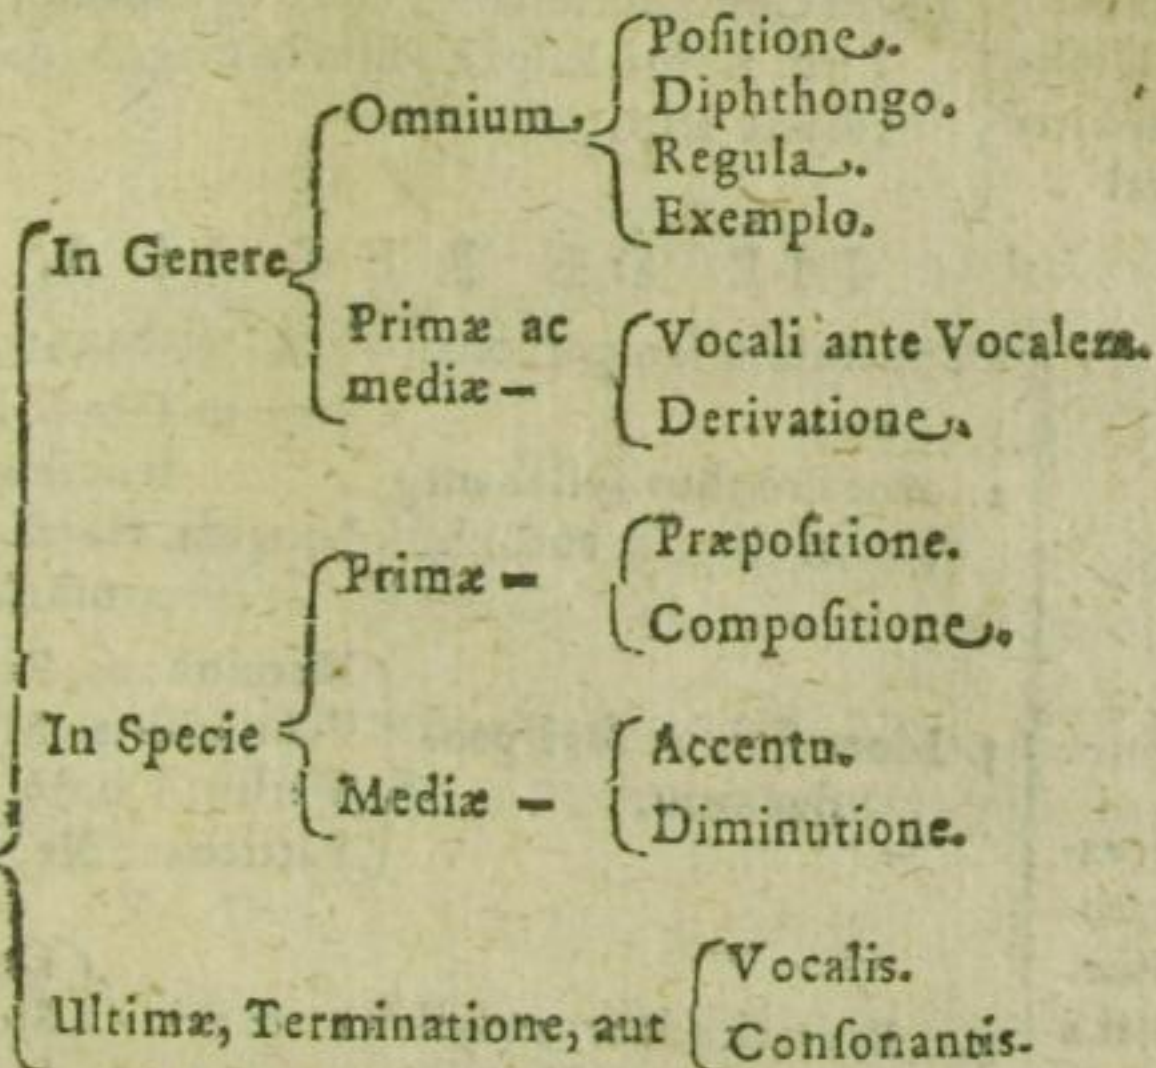 Poſitione.
Omnium,
Diphthongo.
Regula.
Exemplo.
In Genere
Primæ ac
mediæ –
Vocali ante Vocalem.
Derivatione.
Primæ –
Præpoſitione.
Compoſitione.
In Specie
Mediæ –
Accentu.
Diminutione.
Ultimæ, Terminatione, aut
Vocalis.
Conſonantis.